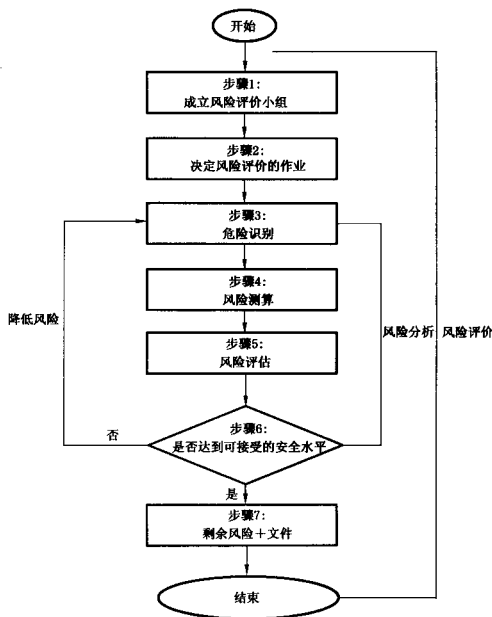 开始
步骤1:
成立风险评价小组
步骤2:
决定风险评价的作业
步骤3:
危险识别
步骤4:
风险测算
降低风险
风险分析
风险评价
步骤5:
风险评估
步骤6:
是否达到可接受的安全水平
否
是
步骤7:
剩余风险+文件
结束